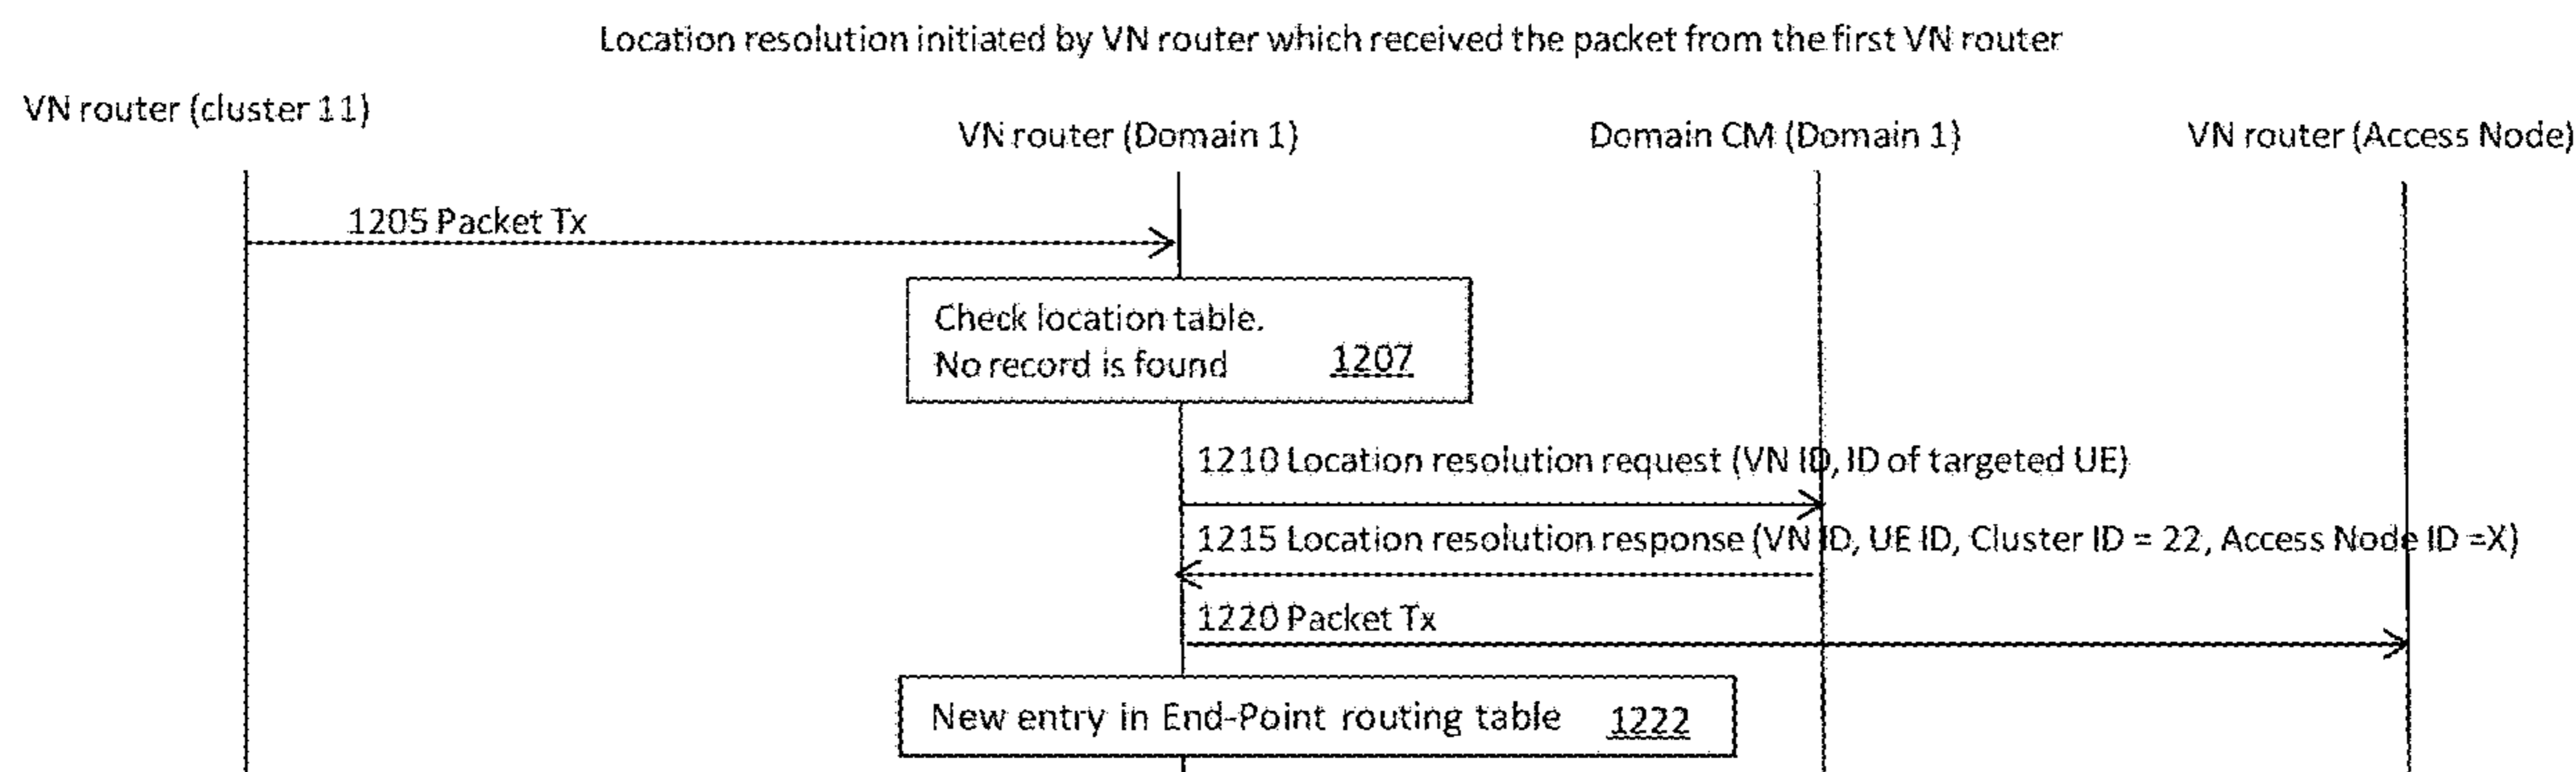 Location resolution initiated by VN router which received the packet from the first VN router
VN router (cluster 11)
VN router (Domain 1)
Domain CM (Domain 1)
VN router (Access Node)
1205 Packet Tx
Check location table.
No record is found 1207
1210 Location resolution request (VN ID, ID of targeted UE)
1215 Location resolution response (VN ID, UE ID, Cluster ID = 22, Access Node ID =X)
1220 Packet Tx
New entry in End-Point routing table 1222